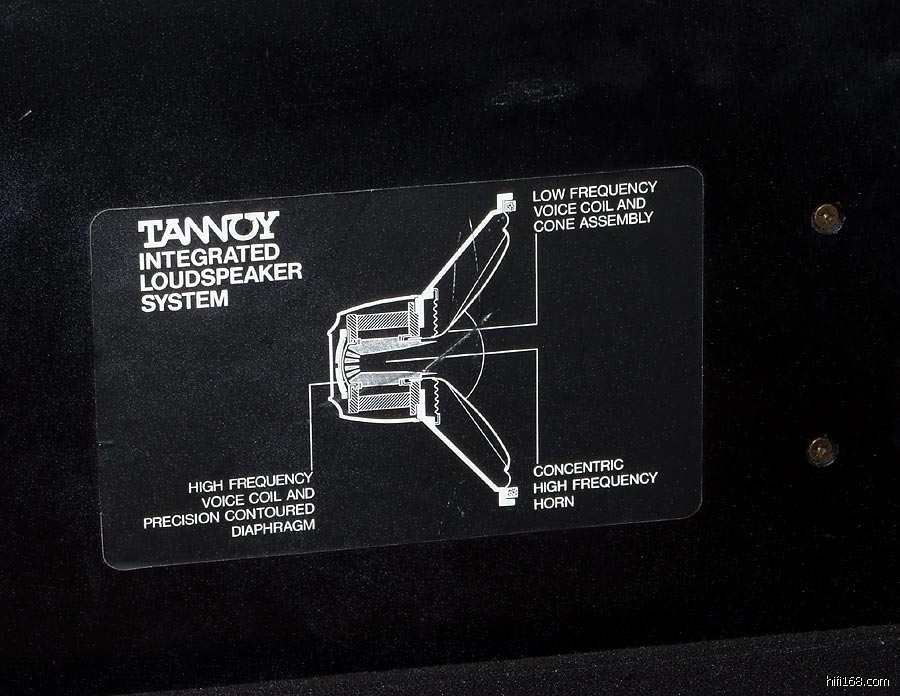 TANNOY
INTEGRATED
LOUDSPEAKER
SYSTEM
LOW FREQUENCY
VOICE COIL AND
CONE ASSEMBLY
HIGH FREQUENCY
VOICE COIL AND
PRECISION CONTOURED
DIAPHRAGM
CONCENTRIC
HIGH FREQUENCY
HORN
hifi168.com